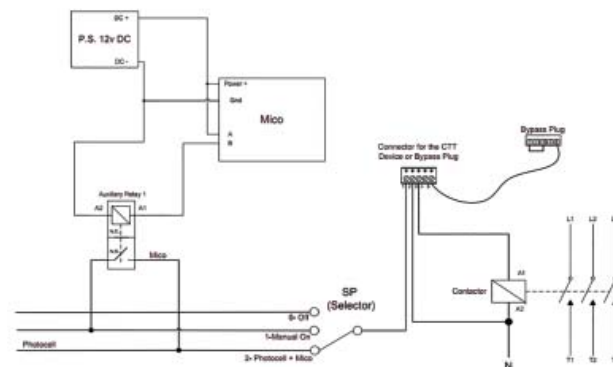 DC +
P.S. 12v DC
DC -
Power +
Gnd
Mico
A
B
Bypass Plug
Connector for the CTT
Device or Bypass Plug
Auxiliary Relay 1
A2
A1
Mico
SP
(Selector)
Contactor
A1
A2
L1
L2
0- Off
1-Manual On
Photocell
2- Photocell + Mico
N
T1
T2